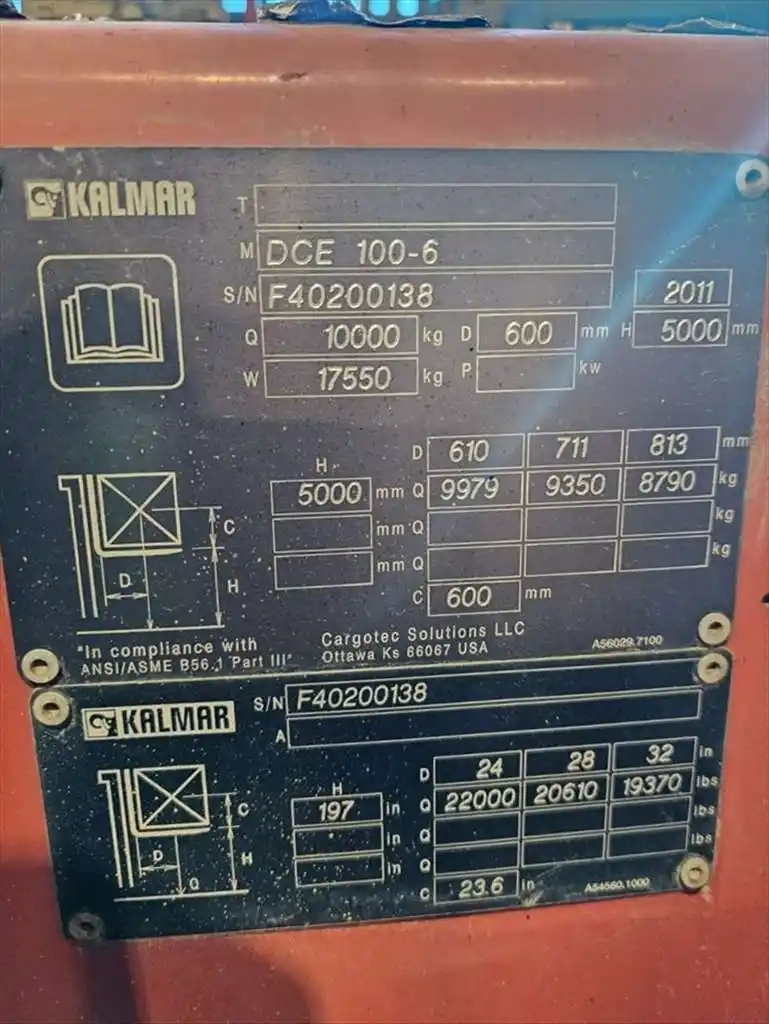 KALMAR
T
M DCE 100-6
S/N F40200138 2011
Q 10000 kg D 600 mm H 5000 mm
W 17550 kg P kw
D 610 711 813 mm
H
5000 mm Q 9979 9350 8790 kg
mm Q kg
mm Q kg
C 600 mm
C
D
H
"In compliance with
ANSI/ASME B56.1 Part III"
Cargotec Solutions LLC
Ottawa Ks 66067 USA
A56029.7100
KALMAR
S/N F40200138
A
D 24 28 32 in
H
197 in Q 22000 20610 19370 lbs
in Q lbs
in Q lbs
C 23.6 in
C
D
H
Q
A54560.1000